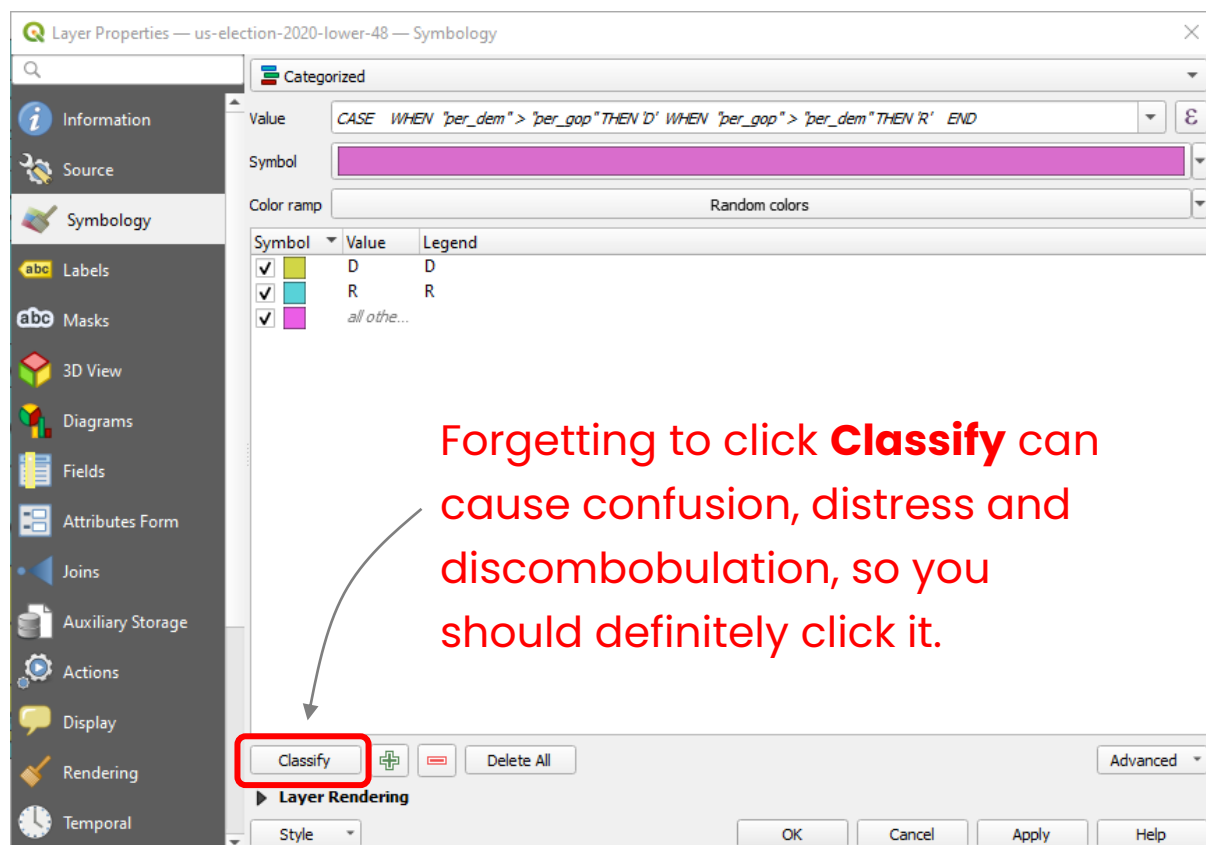 Layer Properties — us-election-2020-lower-48 — Symbology
Categorized
Information
Value CASE WHEN "per_dem" > "per_gop" THEN 'D' WHEN "per_gop" > "per_dem" THEN 'R' END ε
Source
Symbol
Symbology
Color ramp Random colors
Symbol Value Legend
abc Labels
D D
R R
abc Masks
all othe...
3D View
Diagrams
Fields
Attributes Form
Joins
Auxiliary Storage
Actions
Display
Rendering
Temporal
Forgetting to click Classify can
cause confusion, distress and
discombobulation, so you
should definitely click it.
Classify Delete All Advanced
Layer Rendering
Style OK Cancel Apply Help